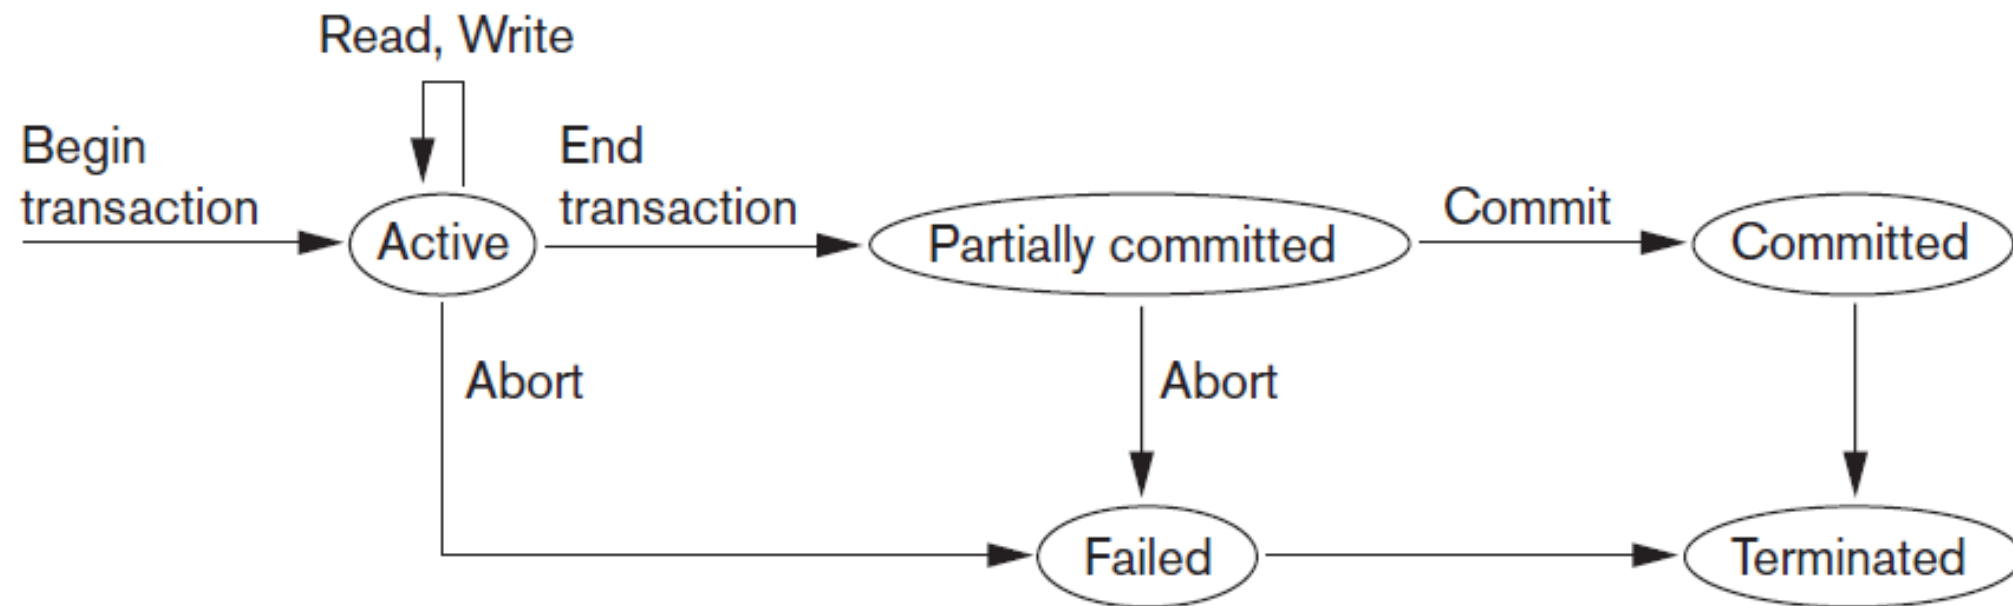 Read, Write
Begin
transaction
End
transaction
Active
Partially committed
Commit
Committed
Abort
Abort
Failed
Terminated